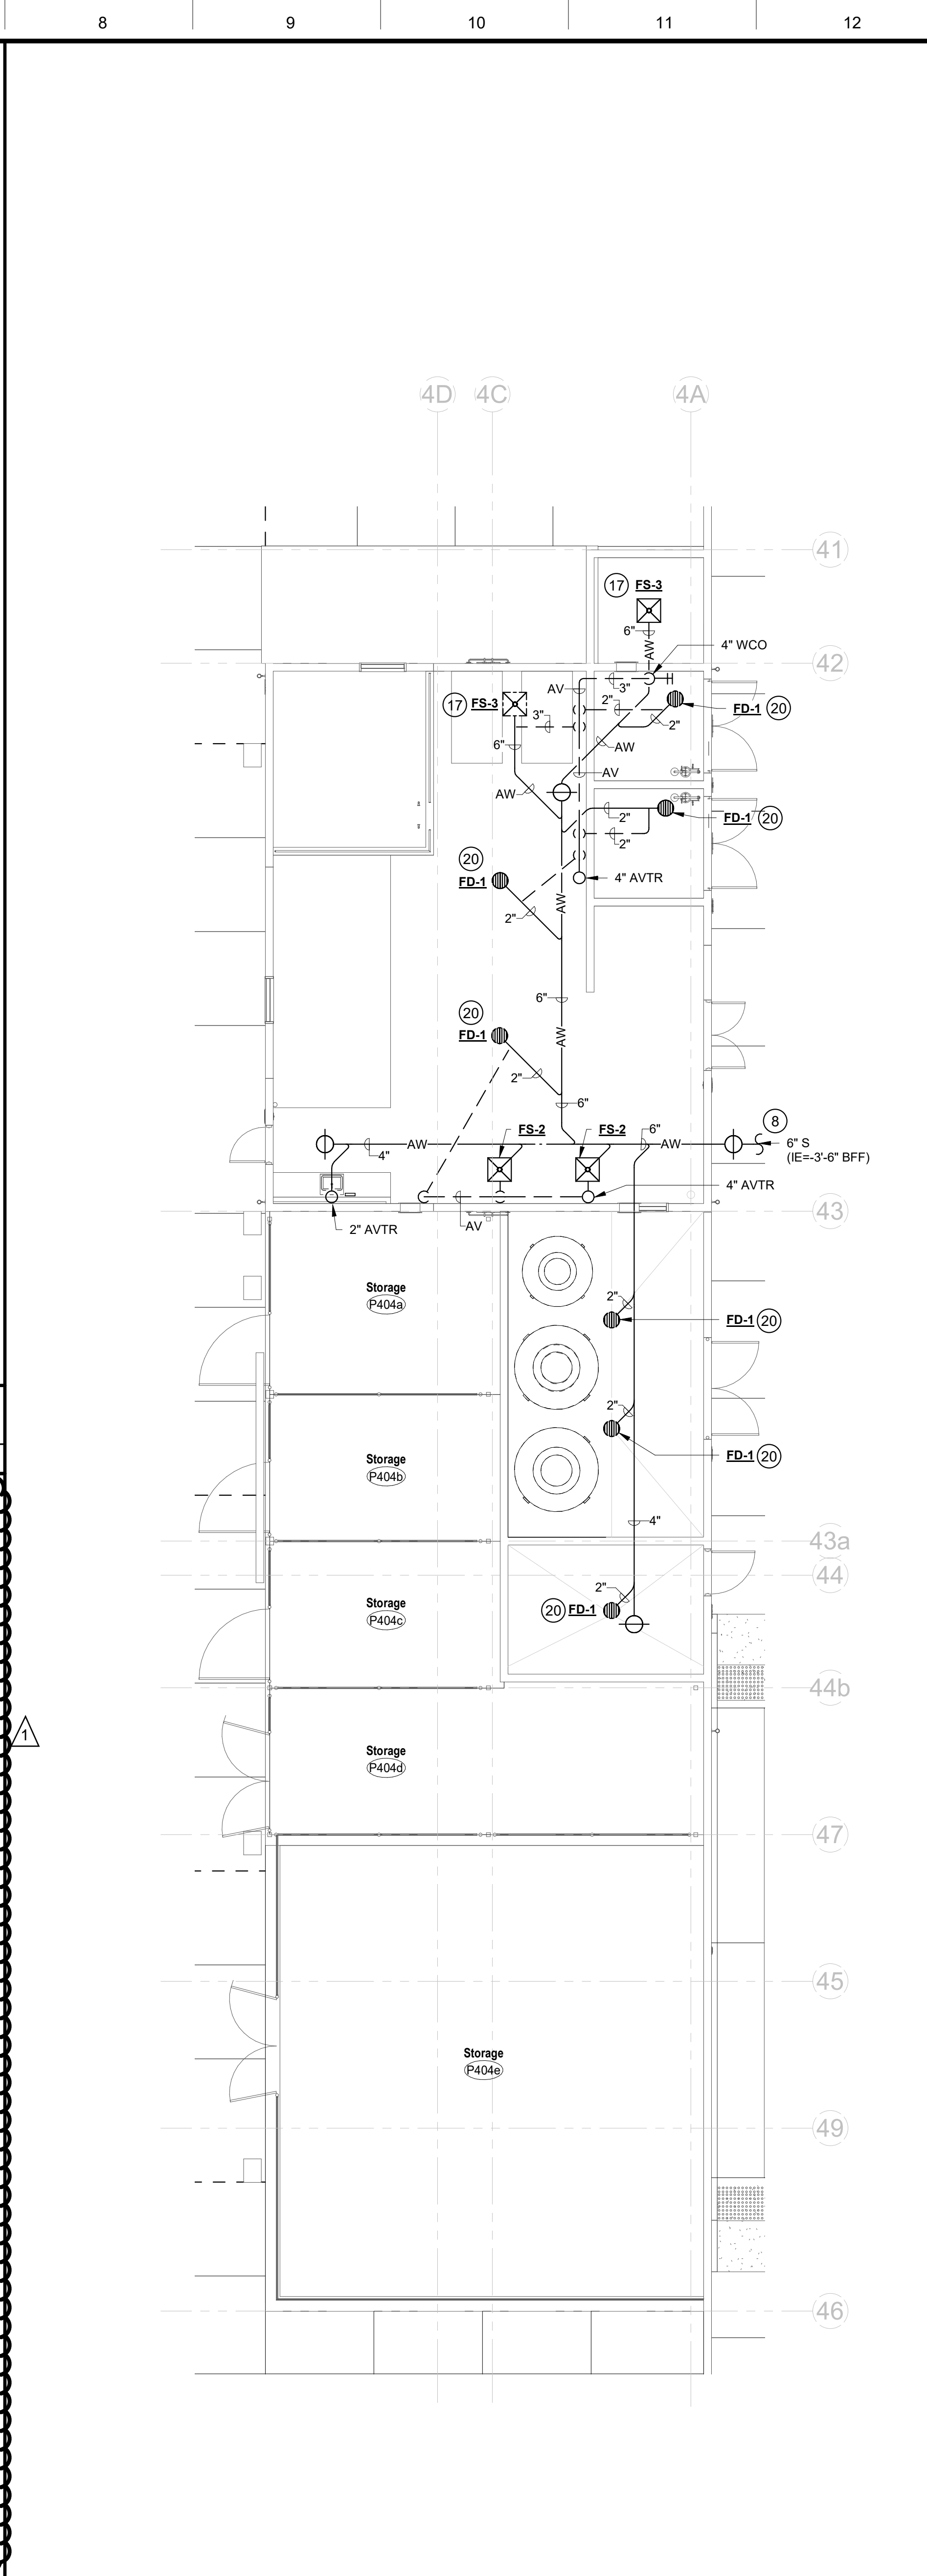 8
9
10
11
12
4D
4C
4A
41
17
FS-3
6"
AW
4" WCO
42
3"
AV
17
FS-3
3"
2"
FD-1
20
2"
6"
AW
AV
AW
2"
FD-1
20
2"
20
FD-1
4" AVTR
2"
AW
6"
20
FD-1
AW
2"
6"
FS-2
FS-2
6"
8
AW
AW
6" S
4"
(IE=-3'-6" BFF)
4" AVTR
43
2" AVTR
AV
Storage
P404a
2"
FD-1
20
2"
FD-1
20
Storage
P404b
4"
43a
44
2"
20
FD-1
Storage
P404c
44b
1
Storage
P404d
47
45
Storage
P404e
49
46